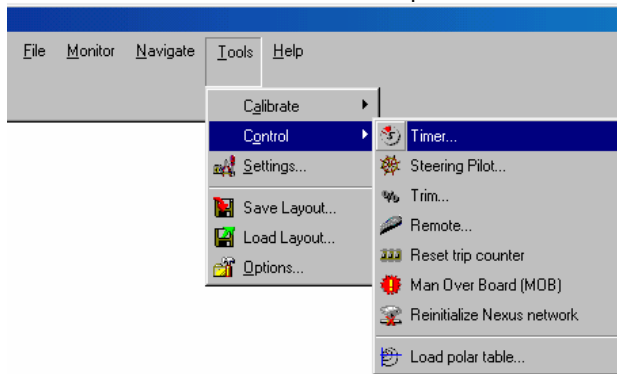 File Monitor Navigate Tools Help
Calibrate
Control
Settings...
Save Layout...
Load Layout...
Options...
Timer...
Steering Pilot...
Trim...
Remote...
Reset trip counter
Man Over Board (MOB)
Reinitialize Nexus network
Load polar table...